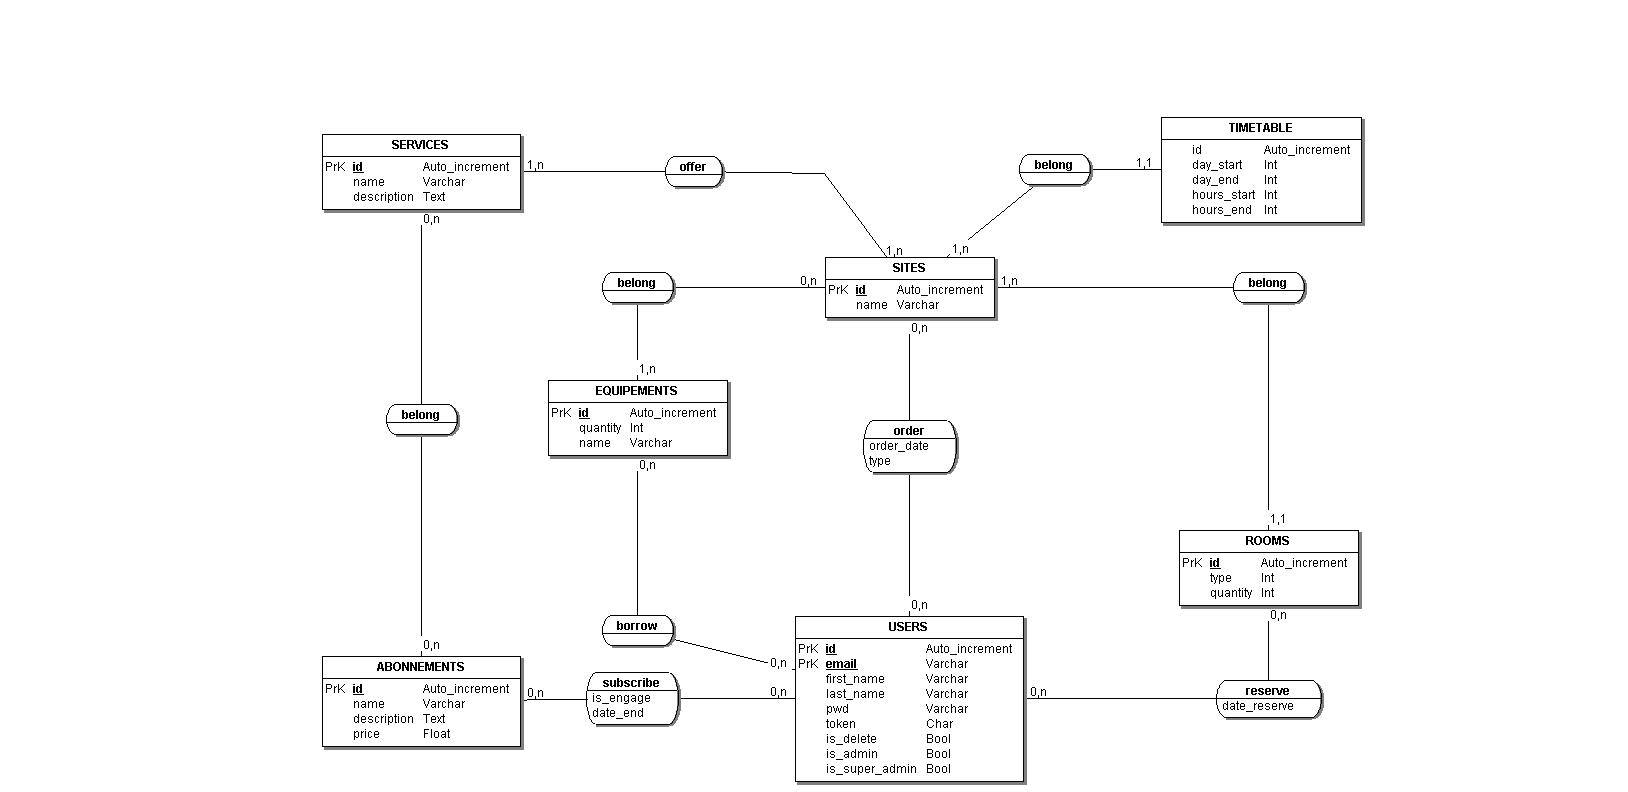 SERVICES
PrK id Auto_increment
name Varchar
description Text
1,n
offer
1,n
belong
1,1
1,n
TIMETABLE
id Auto_increment
day_start Int
day_end Int
hours_start Int
hours_end Int
0,n
belong
0,n
SITES
PrK id Auto_increment
name Varchar
1,n
belong
0,n
1,n
EQUIPEMENTS
PrK id Auto_increment
quantity Int
name Varchar
0,n
belong
order
order_date
type
1,1
ROOMS
PrK id Auto_increment
type Int
quantity Int
0,n
borrow
0,n
0,n
USERS
PrK id Auto_increment
PrK email Varchar
first_name Varchar
last_name Varchar
pwd Varchar
token Char
is_delete Bool
is_admin Bool
is_super_admin Bool
0,n
ABONNEMENTS
PrK id Auto_increment
name Varchar
description Text
price Float
0,n
subscribe
is_engage
date_end
0,n
0,n
reserve
date_reserve